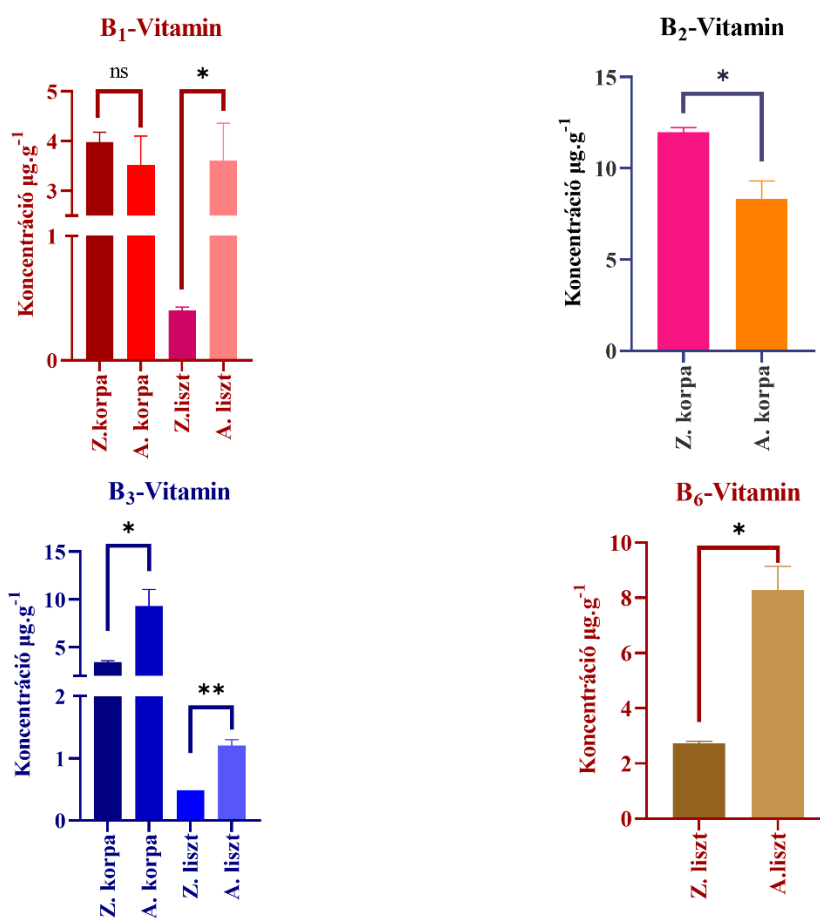 B1-Vitamin
ns
*
Koncentráció µg.g-1
5
4
3
1
0
Z.korpa
A. korpa
Z.liszt
A. liszt
B2-Vitamin
*
Koncentráció µg.g-1
15
10
5
0
Z. korpa
A. korpa
B3-Vitamin
*
**
Koncentráció µg.g-1
15
10
5
2
1
0
Z. korpa
A. korpa
Z. liszt
A. liszt
B6-Vitamin
*
Koncentráció µg.g-1
10
8
6
4
2
0
Z. liszt
A.liszt